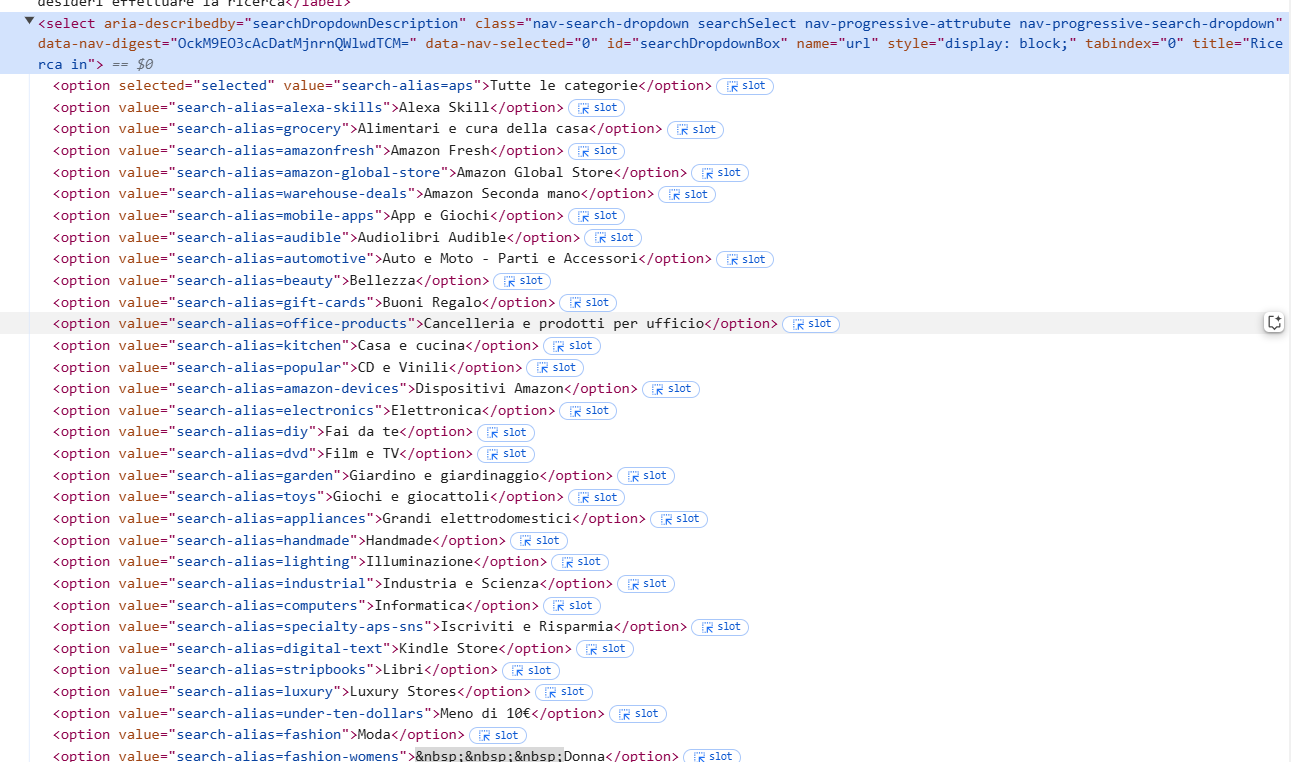 desideri effettuare la ricerca</label>
<select aria-describedby="searchDropdownDescription" class="nav-search-dropdown searchSelect nav-progressive-attrubute nav-progressive-search-dropdown"
data-nav-digest="OckM9EO3cAcDatMjnrnQWlwdTCM=" data-nav-selected="0" id="searchDropdownBox" name="url" style="display: block;" tabindex="0" title="Rice
rca in"> == $0
<option selected="selected" value="search-alias=aps">Tutte le categorie</option> slot
<option value="search-alias=alexa-skills">Alexa Skill</option> slot
<option value="search-alias=grocery">Alimentari e cura della casa</option> slot
<option value="search-alias=amazonfresh">Amazon Fresh</option> slot
<option value="search-alias=amazon-global-store">Amazon Global Store</option> slot
<option value="search-alias=warehouse-deals">Amazon Seconda mano</option> slot
<option value="search-alias=mobile-apps">App e Giochi</option> slot
<option value="search-alias=audible">Audiolibri Audible</option> slot
<option value="search-alias=automotive">Auto e Moto - Parti e Accessori</option> slot
<option value="search-alias=beauty">Bellezza</option> slot
<option value="search-alias=gift-cards">Buoni Regalo</option> slot
<option value="search-alias=office-products">Cancelleria e prodotti per ufficio</option> slot
<option value="search-alias=kitchen">Casa e cucina</option> slot
<option value="search-alias=popular">CD e Vinili</option> slot
<option value="search-alias=amazon-devices">Dispositivi Amazon</option> slot
<option value="search-alias=electronics">Elettronica</option> slot
<option value="search-alias=diy">Fai da te</option> slot
<option value="search-alias=dvd">Film e TV</option> slot
<option value="search-alias=garden">Giardino e giardinaggio</option> slot
<option value="search-alias=toys">Giochi e giocattoli</option> slot
<option value="search-alias=appliances">Grandi elettrodomestici</option> slot
<option value="search-alias=handmade">Handmade</option> slot
<option value="search-alias=lighting">Illuminazione</option> slot
<option value="search-alias=industrial">Industria e Scienza</option> slot
<option value="search-alias=computers">Informatica</option> slot
<option value="search-alias=specialty-aps-sns">Iscriviti e Risparmia</option> slot
<option value="search-alias=digital-text">Kindle Store</option> slot
<option value="search-alias=stripbooks">Libri</option> slot
<option value="search-alias=luxury">Luxury Stores</option> slot
<option value="search-alias=under-ten-dollars">Meno di 10€</option> slot
<option value="search-alias=fashion">Moda</option> slot
<option value="search-alias=fashion-womens">&nbsp;&nbsp;&nbsp;Donna</option> slot